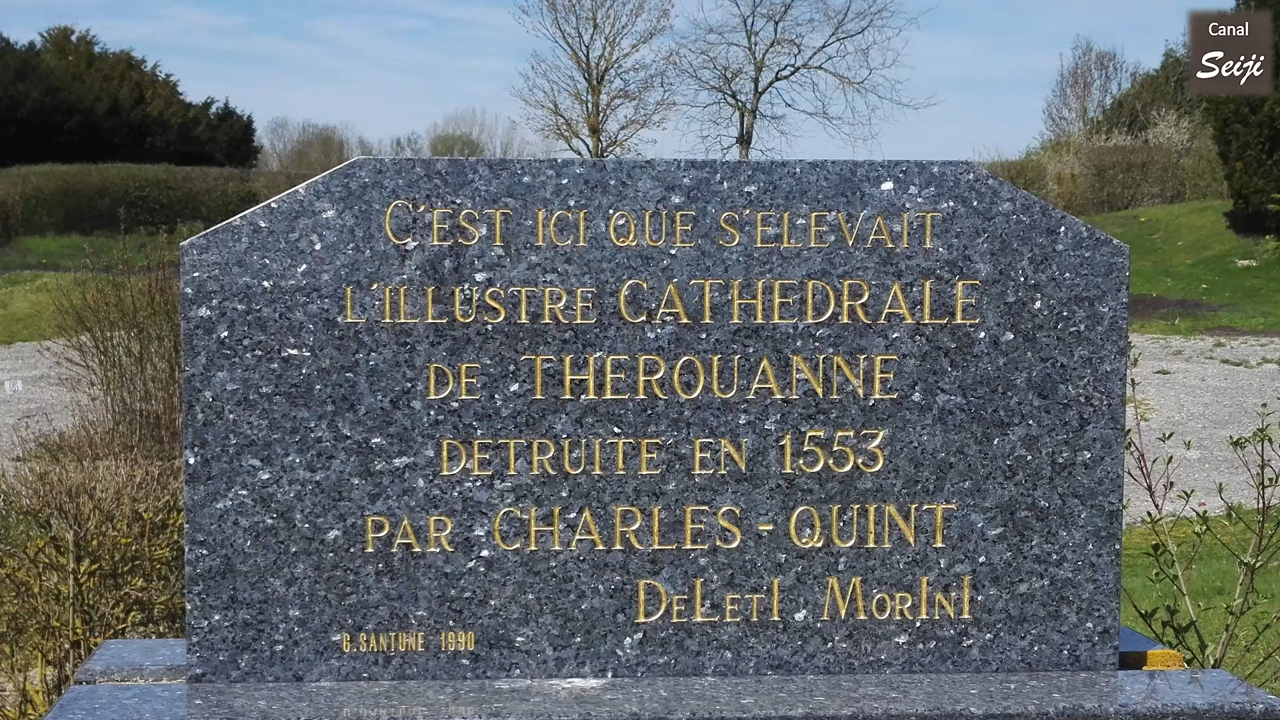 Canal
Seiji
C'EST ICI QUE S'ELEVAIT
L'ILLUSTRE CATHEDRALE
DE THEROUANNE
DETRUITE EN 1553
PAR CHARLES-QUINT
DeLetI MorInI
G.SANTUNE 1990